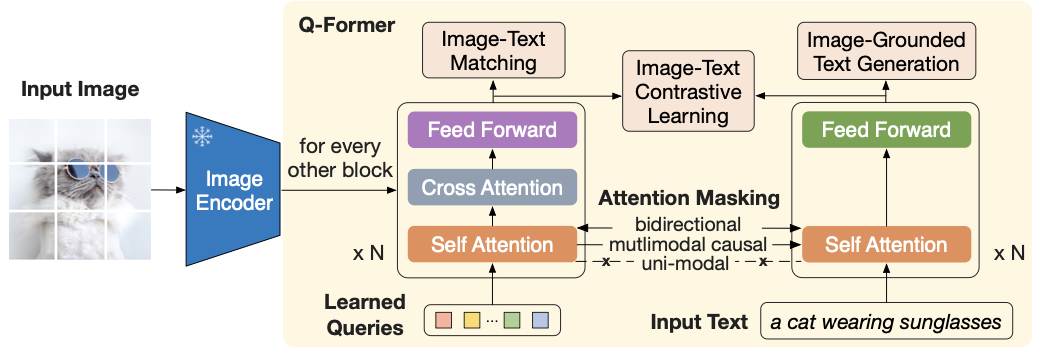 Q-Former
Input Image
Image-Text
Matching
Image-Text
Contrastive
Learning
Image-Grounded
Text Generation
Image
Encoder
for every
other block
Feed Forward
Cross Attention
Self Attention
x N
Attention Masking
bidirectional
mutlimodal causal
x uni-modal x
Feed Forward
Self Attention
x N
Learned
Queries
...
Input Text
a cat wearing sunglasses